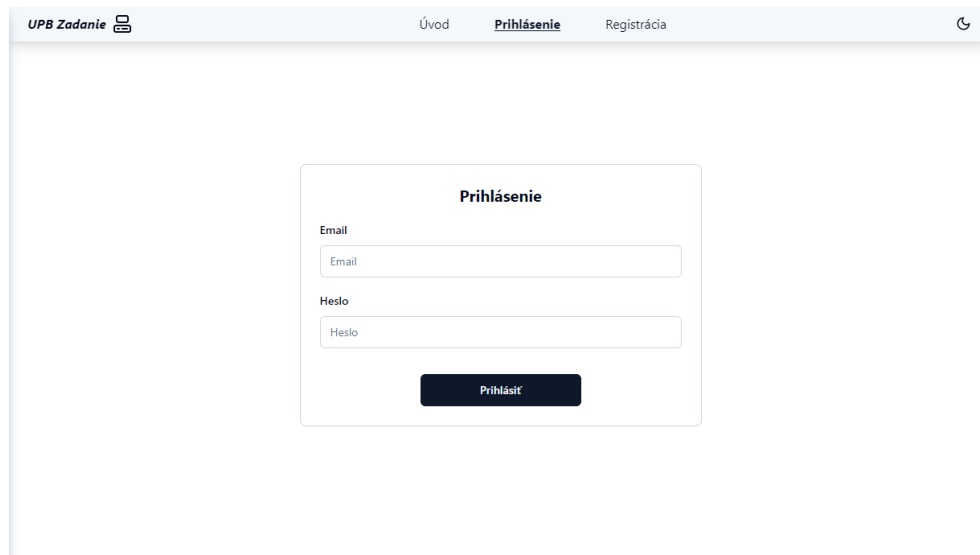 UPB Zadanie Úvod Prihlásenie Registrácia
Prihlásenie
Email
Email
Heslo
Heslo
Prihlásiť